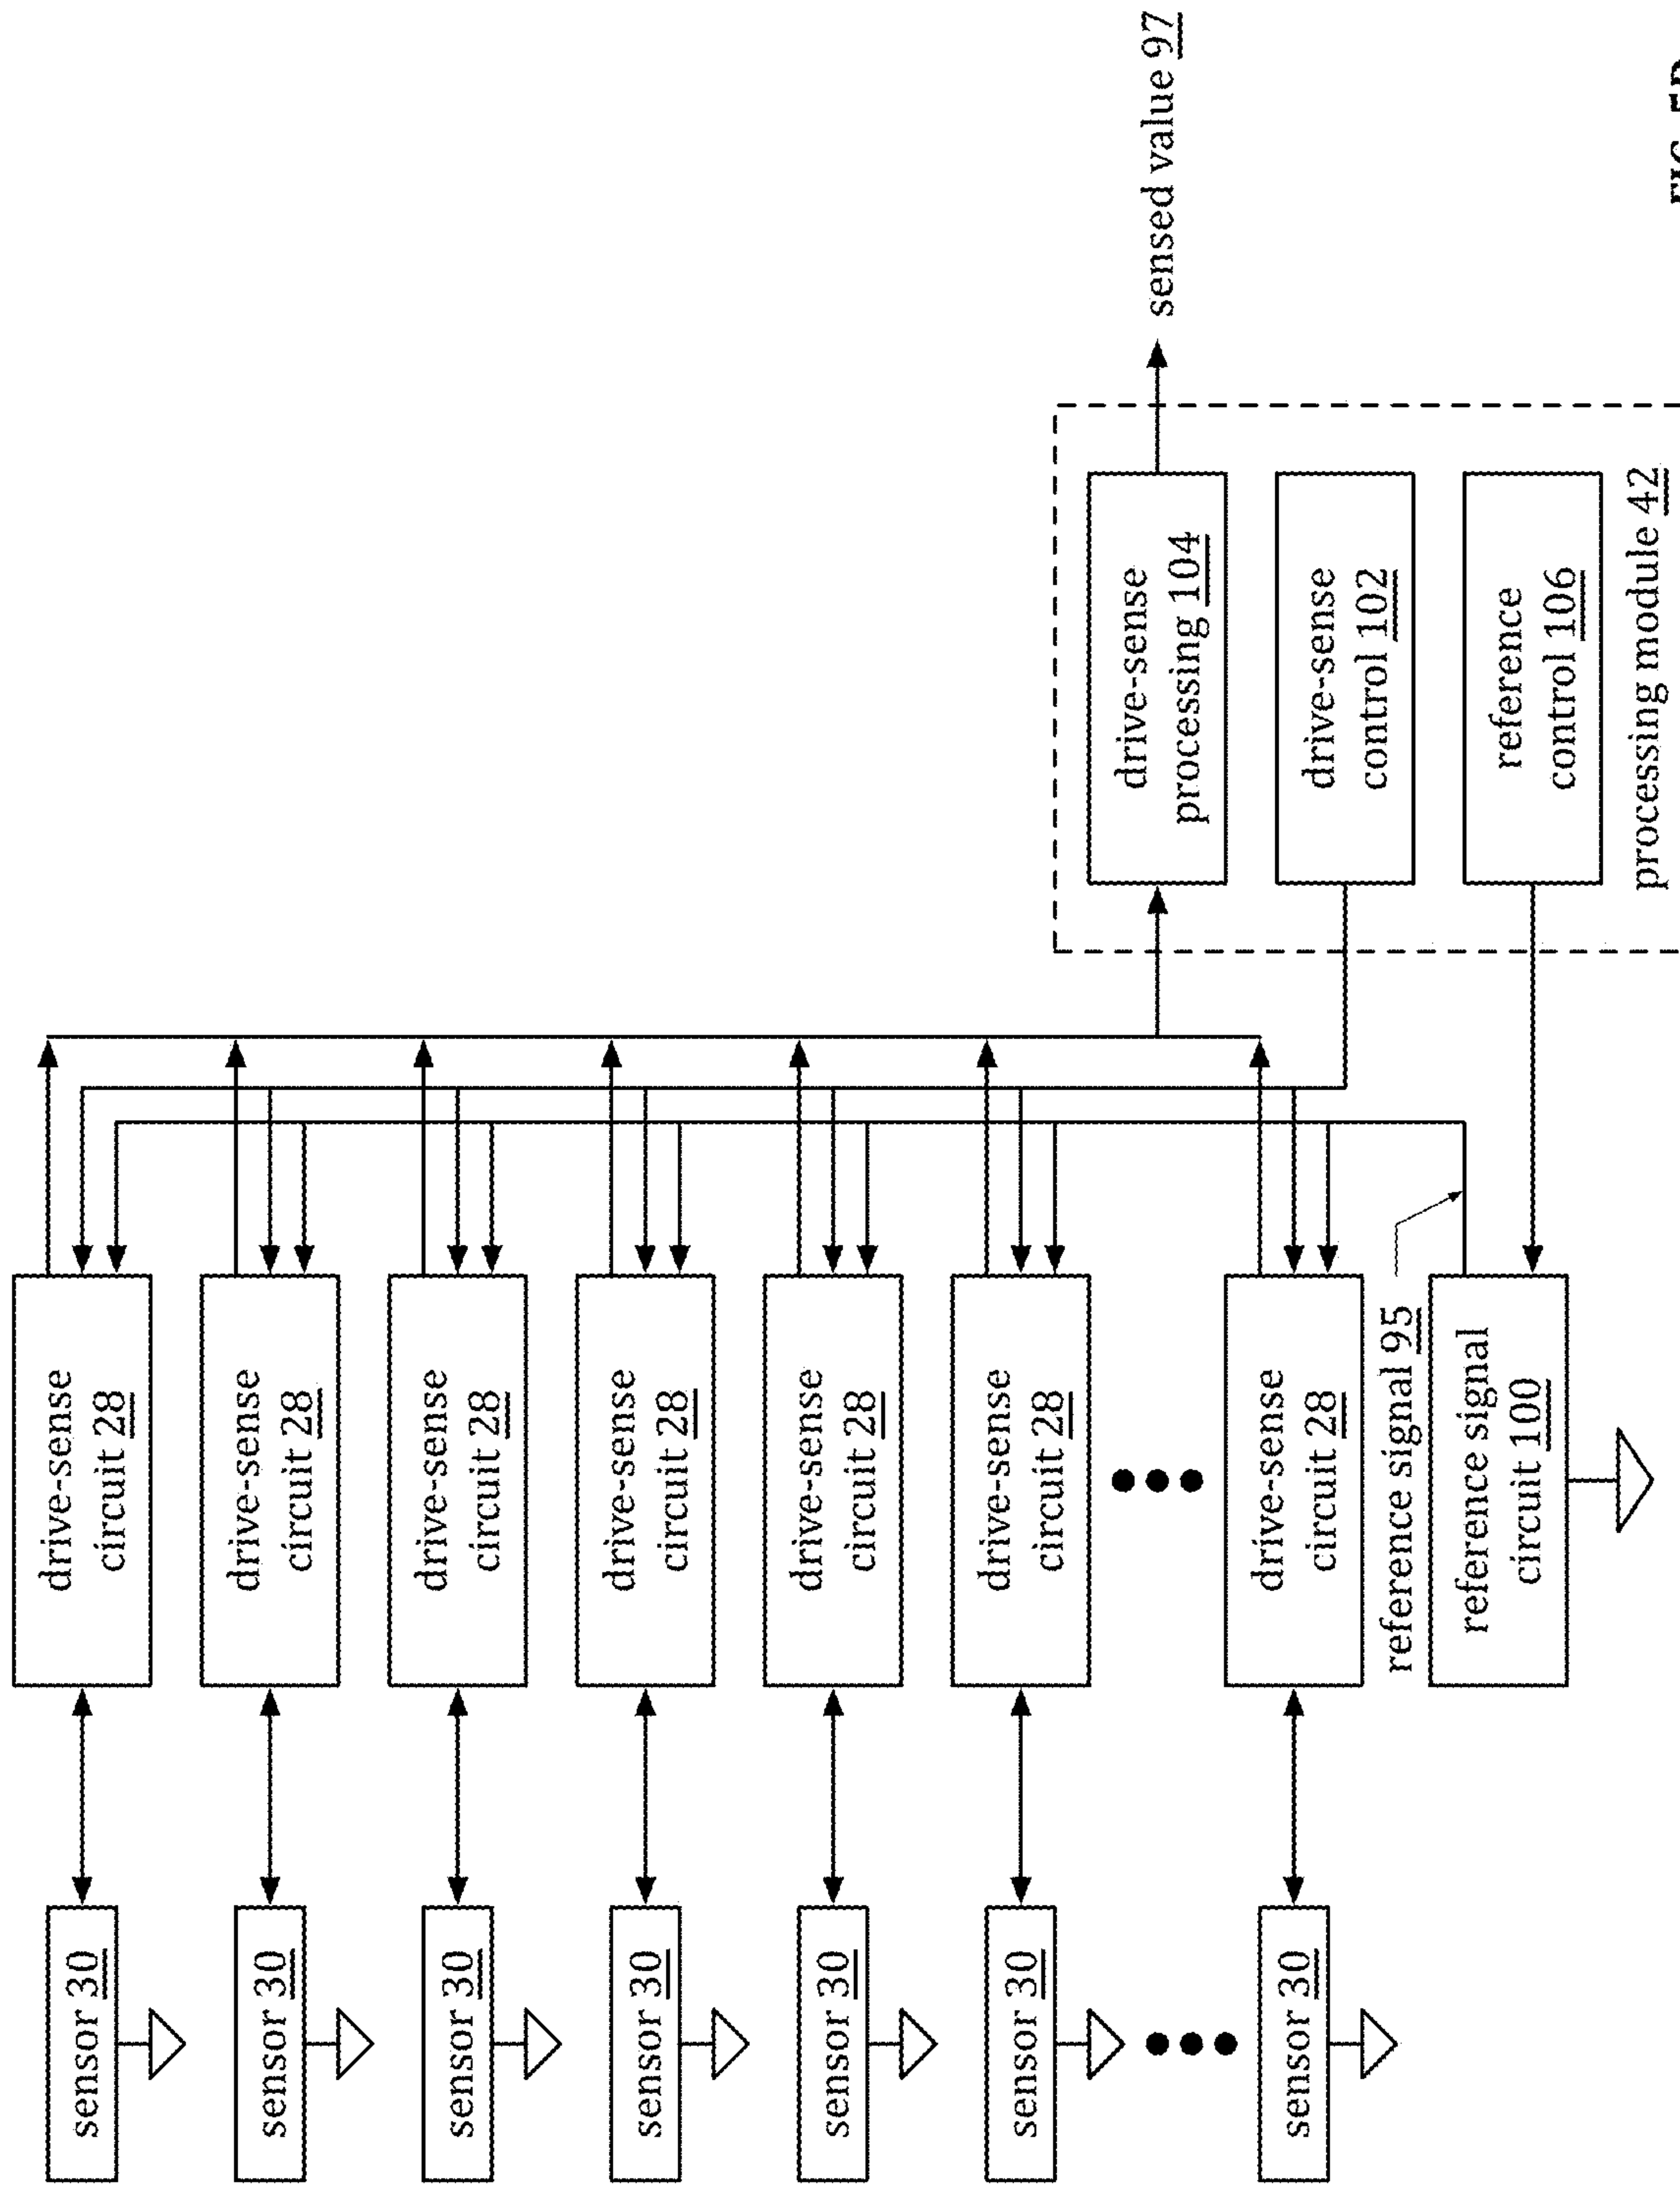 drive-sense
circuit 28
drive-sense
circuit 28
drive-sense
circuit 28
drive-sense
circuit 28
drive-sense
circuit 28
drive-sense
circuit 28
drive-sense
circuit 28
sensor 30
sensor 30
sensor 30
sensor 30
sensor 30
sensor 30
sensor 30
reference signal 95
reference signal
circuit 100
drive-sense
processing 104
drive-sense
control 102
reference
control 106
processing module 42
sensed value 97